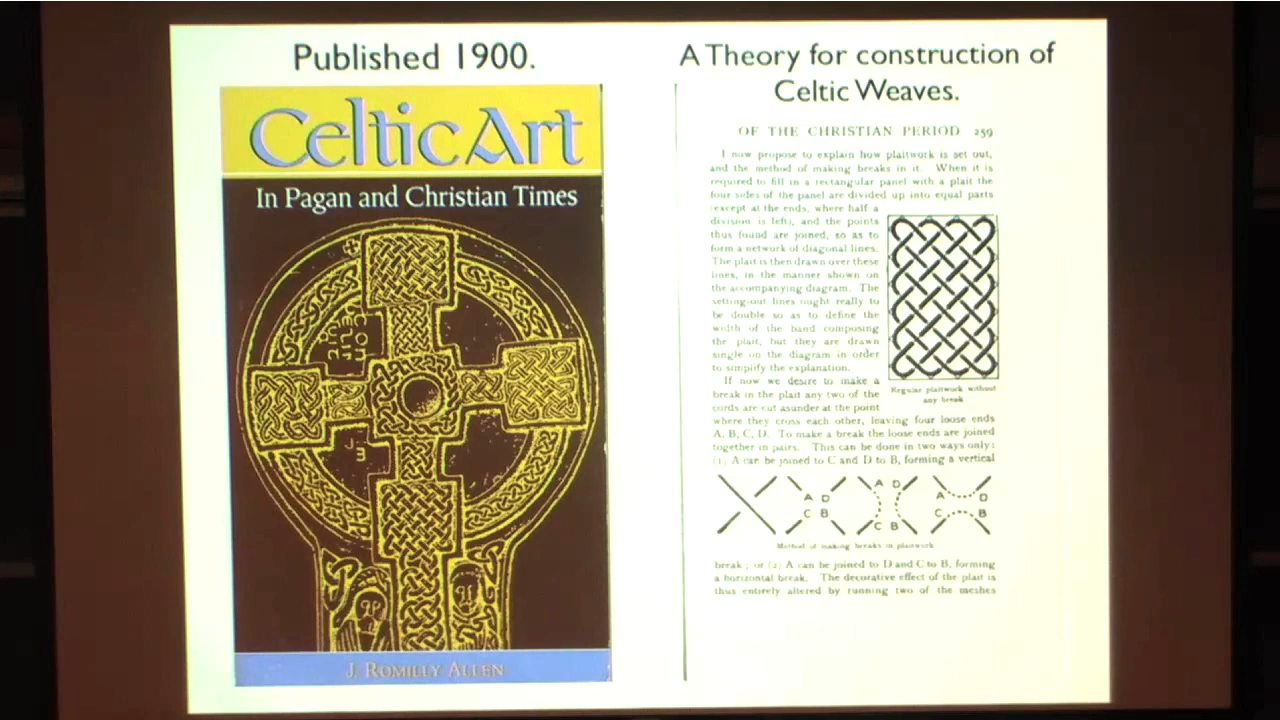 Published 1900.
Celtic Art
In Pagan and Christian Times
J. ROMILLY ALLEN
A Theory for construction of
Celtic Weaves.
OF THE CHRISTIAN PERIOD 259
I now propose to explain how plaitwork is set out,
and the method of making breaks in it. When it is
required to fill in a rectangular panel with a plait the
four sides of the panel are divided up into equal parts
(except at the ends, where half a
division is left), and the points
thus found are joined, so as to
form a network of diagonal lines.
The plait is then drawn over these
lines, in the manner shown on
the accompanying diagram. The
setting-out lines ought really to
be double so as to define the
width of the band composing
the plait, but they are drawn
single on the diagram in order
to simplify the explanation.
Regular plaitwork without
any break
If now we desire to make a
break in the plait any two of the
cords are cut asunder at the point
where they cross each other, leaving four loose ends
A, B, C, D. To make a break the loose ends are joined
together in pairs. This can be done in two ways only:
(1) A can be joined to C and D to B, forming a vertical
A D A D A D
C B C B C B
Method of making breaks in plaitwork
break; or (2) A can be joined to D and C to B, forming
a horizontal break. The decorative effect of the plait is
thus entirely altered by running two of the meshes